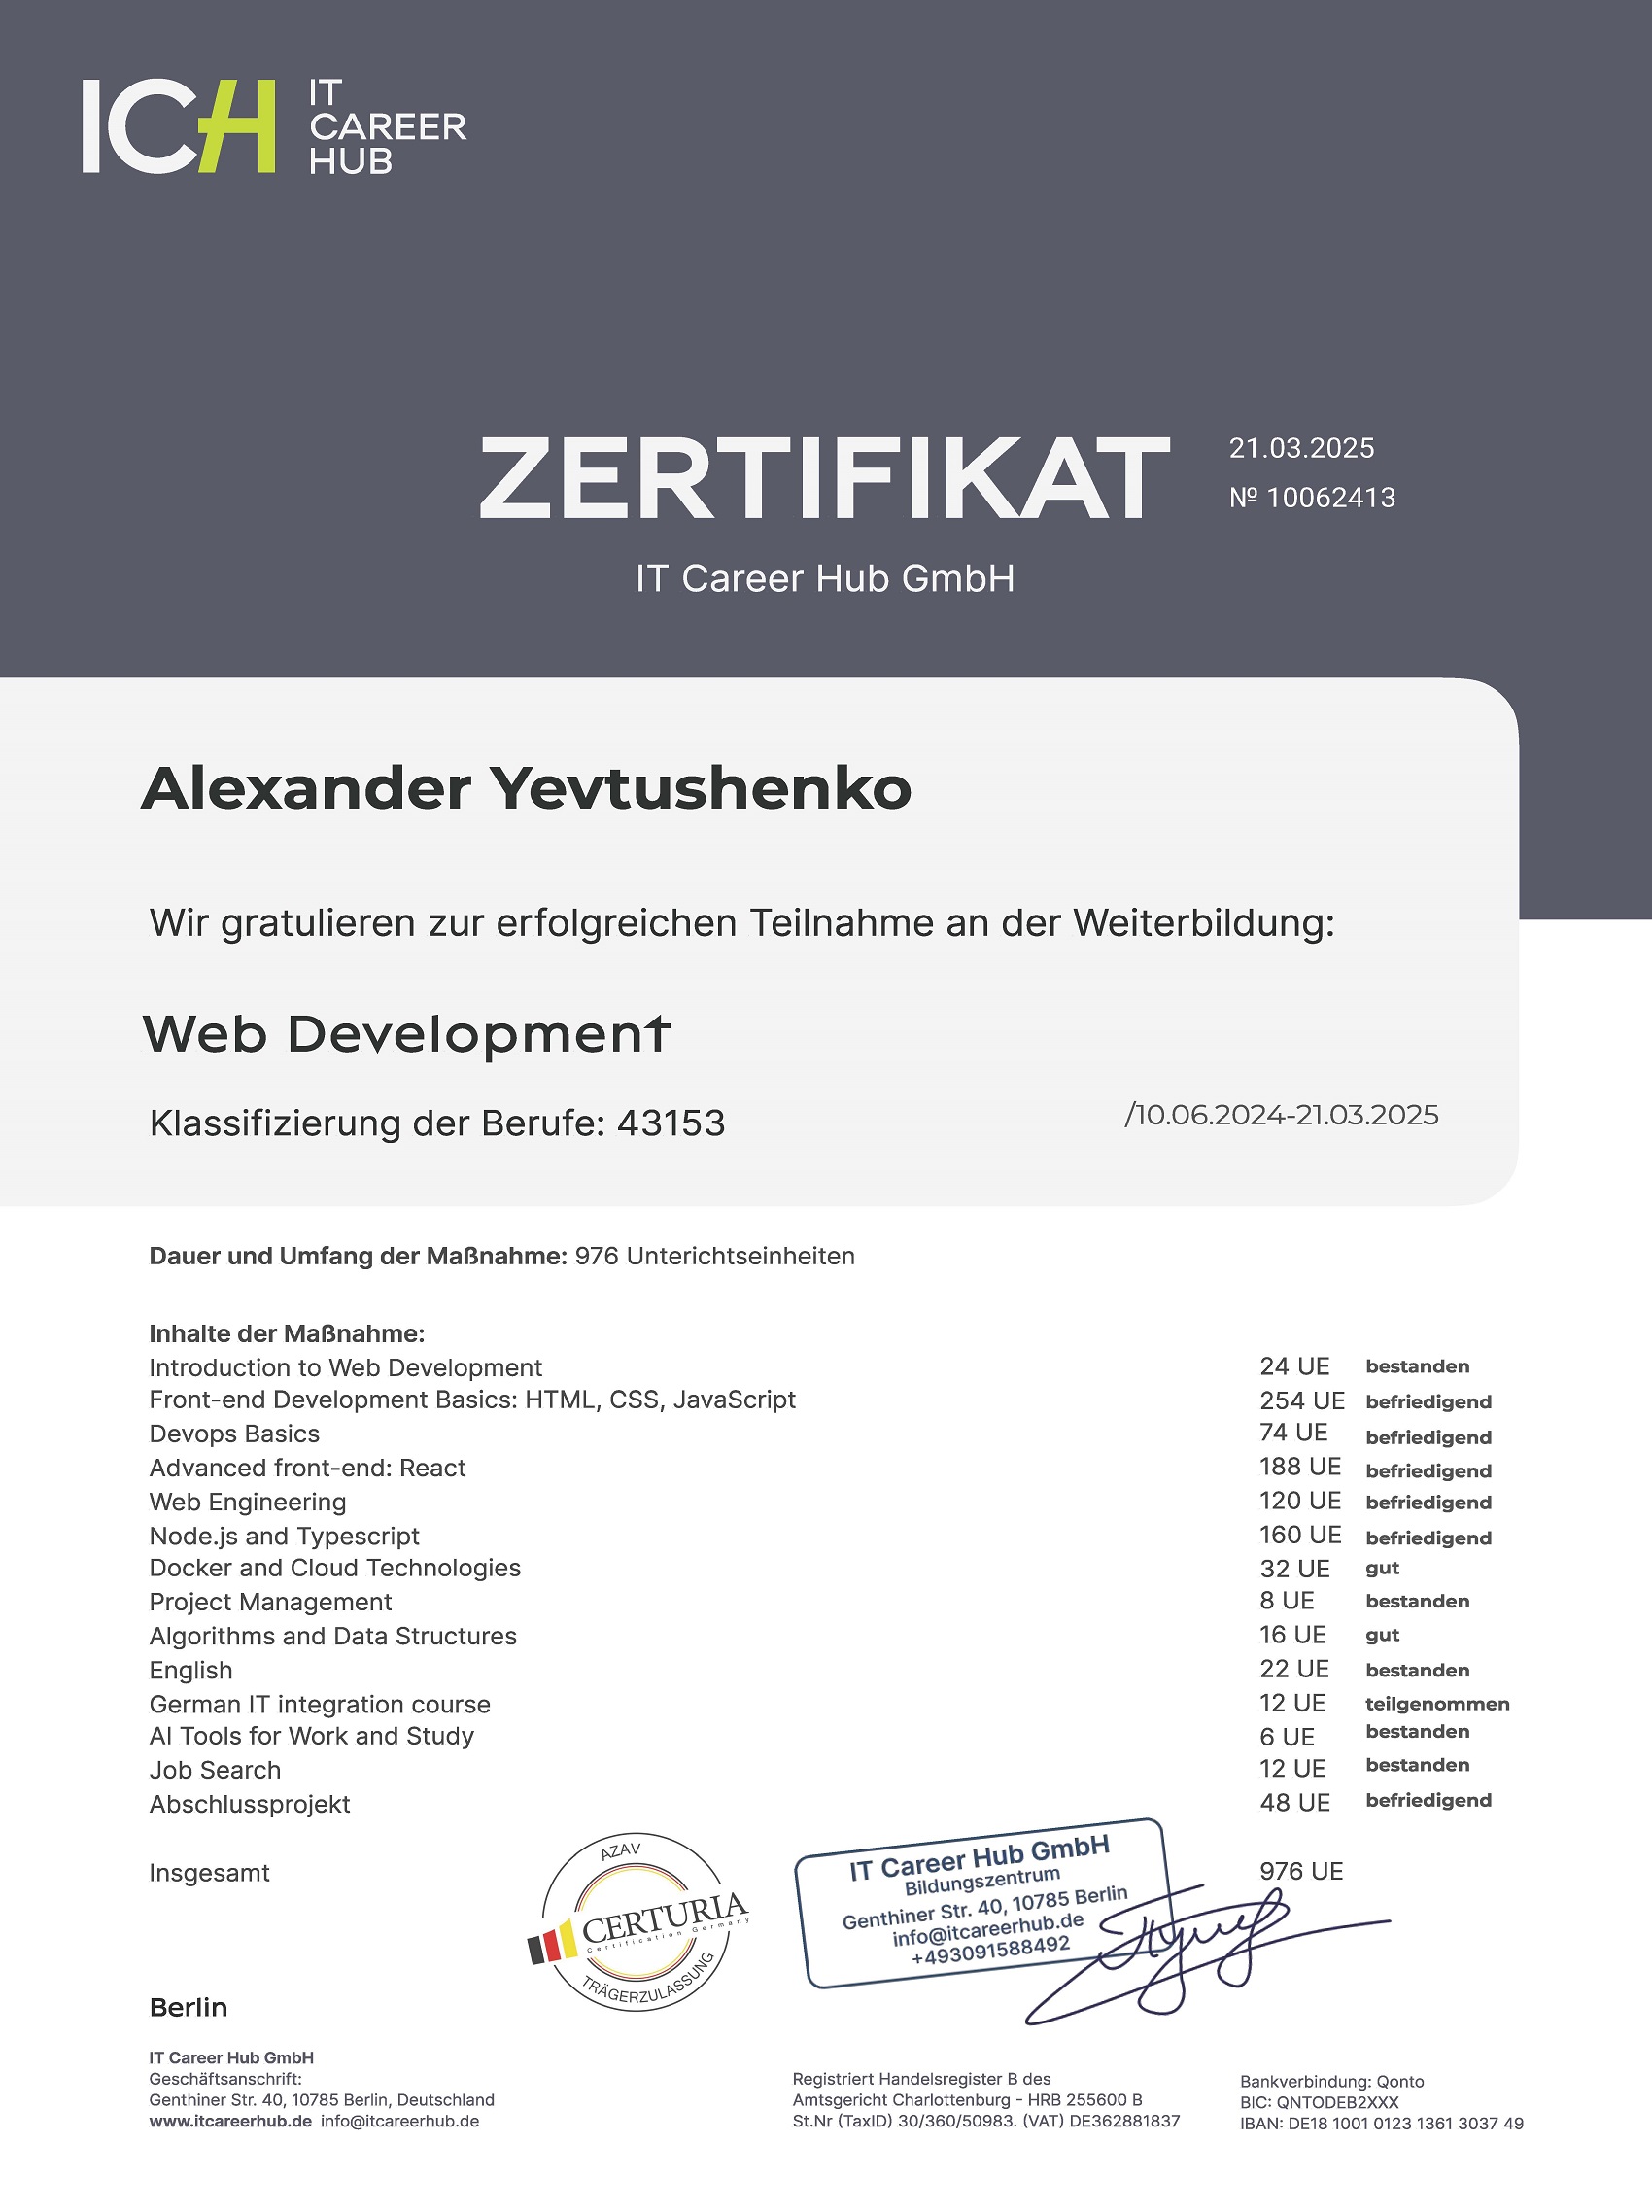 ICH
IT
CAREER
HUB
ZERTIFIKAT
21.03.2025
№ 10062413
IT Career Hub GmbH
Alexander Yevtushenko
Wir gratulieren zur erfolgreichen Teilnahme an der Weiterbildung:
Web Development
Klassifizierung der Berufe: 43153
/10.06.2024-21.03.2025
Dauer und Umfang der Maßnahme: 976 Unterichtseinheiten
Inhalte der Maßnahme:
Introduction to Web Development 24 UE bestanden
Front-end Development Basics: HTML, CSS, JavaScript 254 UE befriedigend
Devops Basics 74 UE befriedigend
Advanced front-end: React 188 UE befriedigend
Web Engineering 120 UE befriedigend
Node.js and Typescript 160 UE befriedigend
Docker and Cloud Technologies 32 UE gut
Project Management 8 UE bestanden
Algorithms and Data Structures 16 UE gut
English 22 UE bestanden
German IT integration course 12 UE teilgenommen
AI Tools for Work and Study 6 UE bestanden
Job Search 12 UE bestanden
Abschlussprojekt 48 UE befriedigend
Insgesamt 976 UE
AZAV
CERTURIA
Certification Germany
TRÄGERZULASSUNG
IT Career Hub GmbH
Bildungszentrum
Genthiner Str. 40, 10785 Berlin
info@itcareerhub.de
+493091588492
Berlin
IT Career Hub GmbH
Geschäftsanschrift:
Genthiner Str. 40, 10785 Berlin, Deutschland
www.itcareerhub.de info@itcareerhub.de
Registriert Handelsregister B des
Amtsgericht Charlottenburg - HRB 255600 B
St.Nr (TaxID) 30/360/50983. (VAT) DE362881837
Bankverbindung: Qonto
BIC: QNTODEB2XXX
IBAN: DE18 1001 0123 1361 3037 49